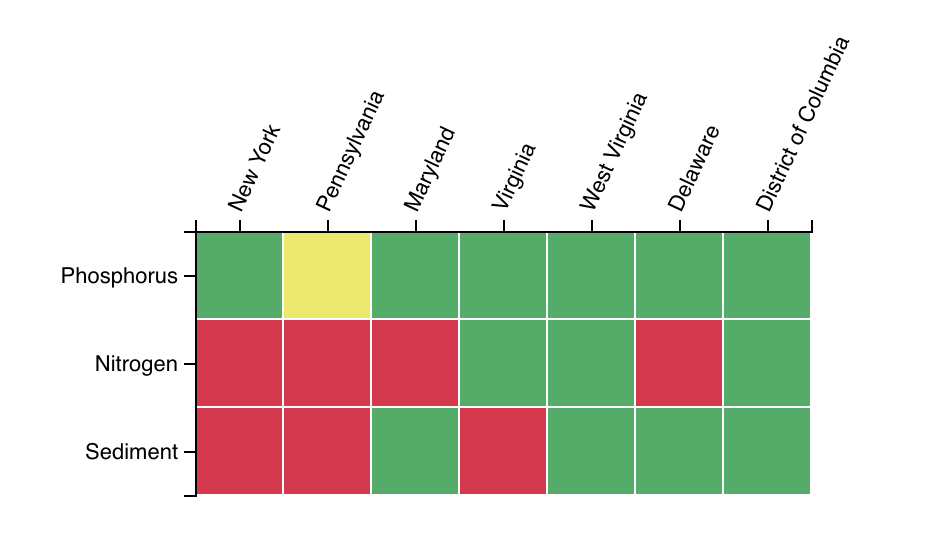 New York
Pennsylvania
Maryland
Virginia
West Virginia
Delaware
District of Columbia
Phosphorus
Nitrogen
Sediment